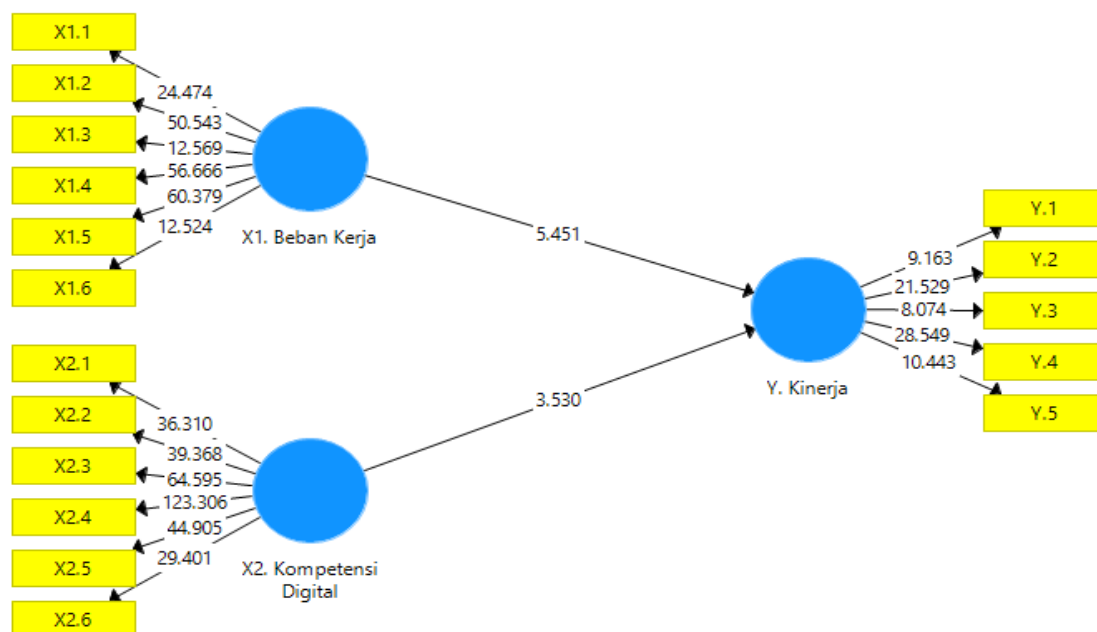 X1.1
X1.2
X1.3
X1.4
X1.5
X1.6
24.474
50.543
12.569
56.666
60.379
12.524
X1. Beban Kerja
5.451
X2.1
X2.2
X2.3
X2.4
X2.5
X2.6
36.310
39.368
64.595
123.306
44.905
29.401
X2. Kompetensi
Digital
3.530
Y. Kinerja
9.163
21.529
8.074
28.549
10.443
Y.1
Y.2
Y.3
Y.4
Y.5